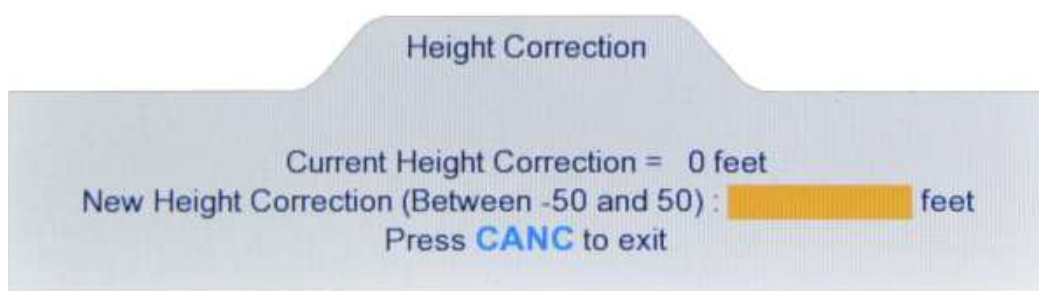 Height Correction
Current Height Correction = 0 feet
New Height Correction (Between -50 and 50) : feet
Press CANC to exit